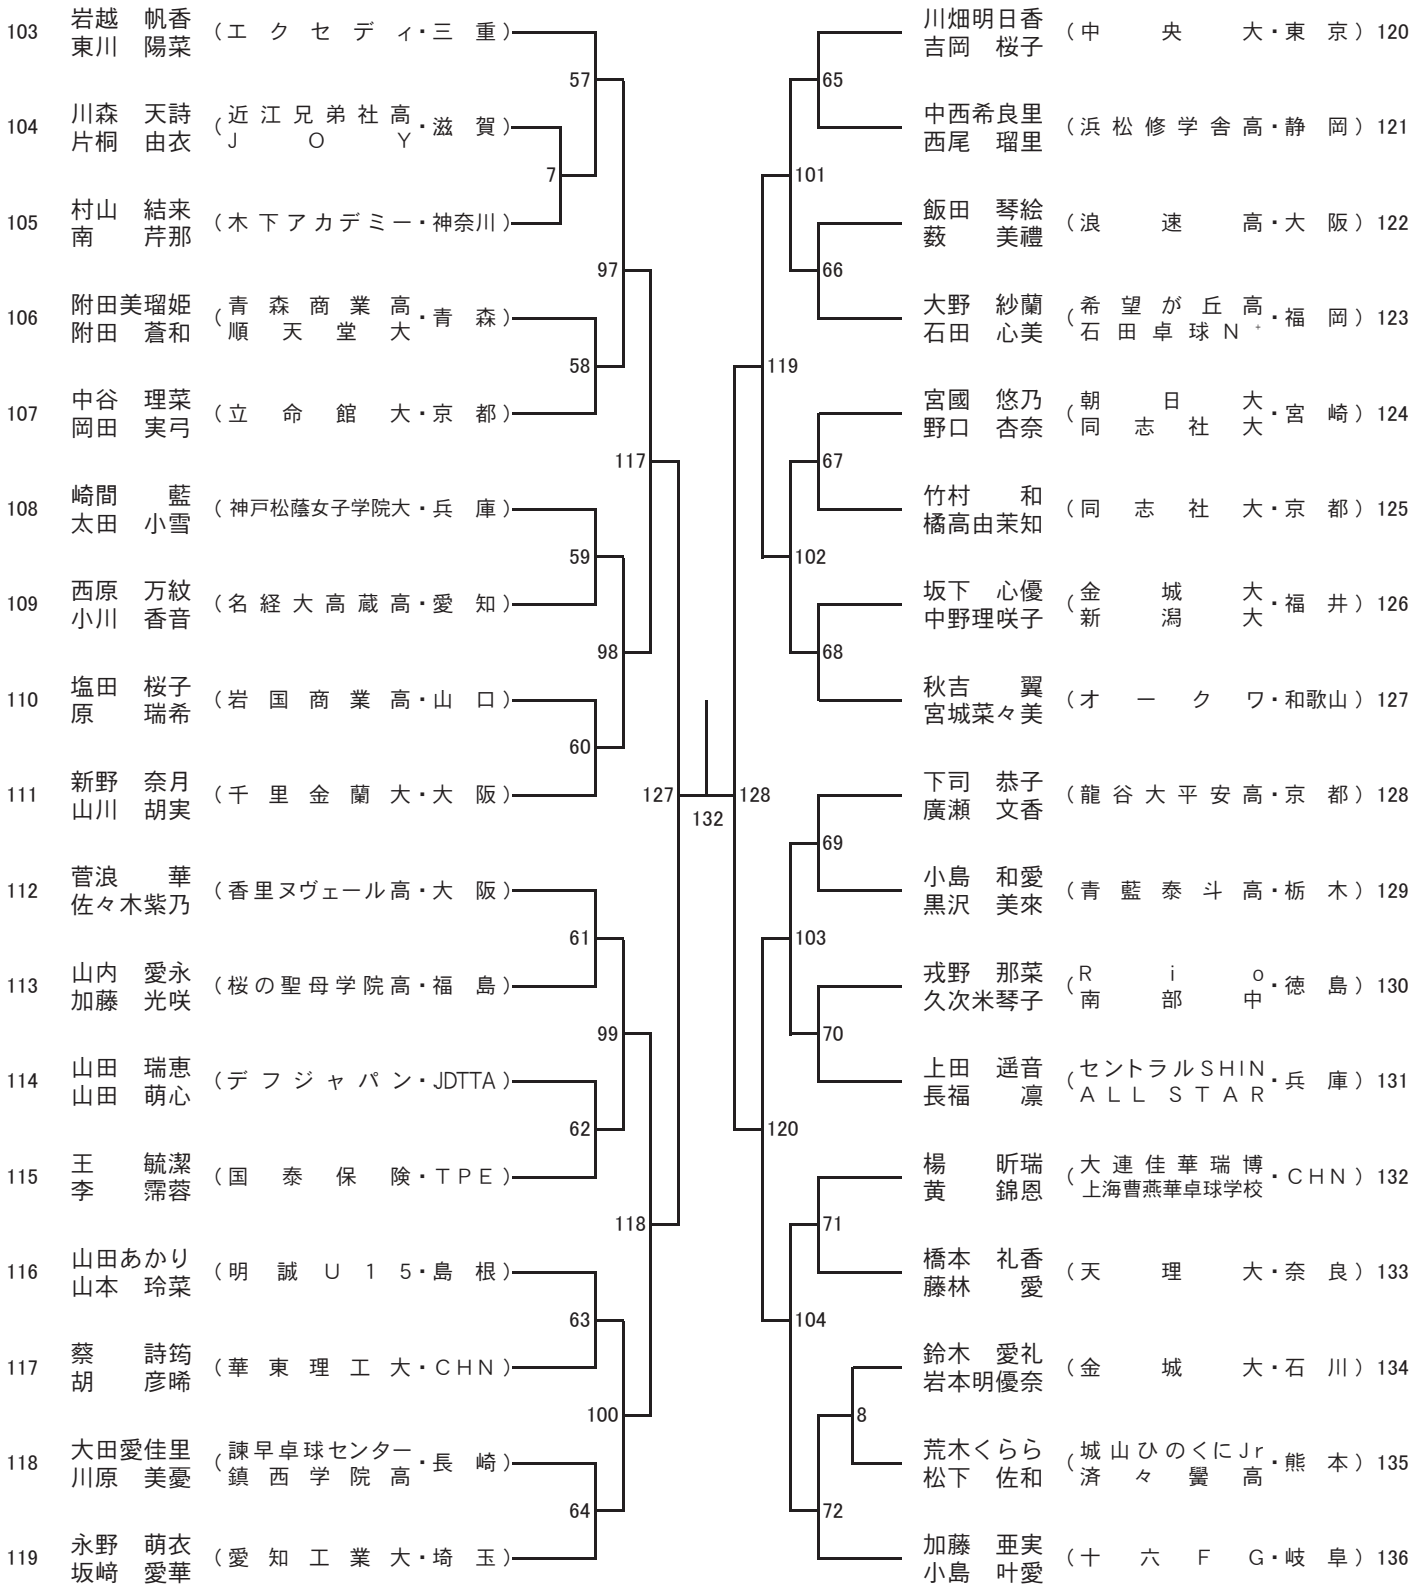 103 岩越　帆香 (エクセディ・三重)
東川　陽菜
57
104 川森　天詩 (近江兄弟社高・滋賀)
片桐　由衣 JOY
7
105 村山　結来 (木下アカデミー・神奈川)
南　芹那
97
106 附田美瑠姫 (青森商業高・青森)
附田　蒼和 順天堂大
58
107 中谷　理菜 (立命館大・京都)
岡田　実弓
117
108 崎間　藍 (神戸松蔭女子学院大・兵庫)
太田　小雪
59
109 西原　万紋 (名経大高蔵高・愛知)
小川　香音
98
110 塩田　桜子 (岩国商業高・山口)
原　瑞希
60
111 新野　奈月 (千里金蘭大・大阪)
山川　胡実
127
132
112 菅浪　華 (香里ヌヴェール高・大阪)
佐々木紫乃
61
113 山内　愛永 (桜の聖母学院高・福島)
加藤　光咲
99
114 山田　瑞恵 (デフジャパン・JDTTA)
山田　萌心
62
115 王　毓潔 (国泰保険・TPE)
李　霈蓉
118
116 山田あかり (明誠U15・島根)
山本　玲菜
63
117 蔡　詩筠 (華東理工大・CHN)
胡　彦晞
100
118 大田愛佳里 (諫早卓球センター・長崎)
川原　美憂 鎮西学院高
64
119 永野　萌衣 (愛知工業大・埼玉)
坂﨑　愛華
川畑明日香 (中央大・東京) 120
吉岡　桜子
65
中西希良里 (浜松修学舎高・静岡) 121
西尾　瑠里
101
飯田　琴絵 (浪速高・大阪) 122
薮　美禮
66
大野　紗蘭 (希望が丘高・福岡) 123
石田　心美 石田卓球N⁺
119
宮國　悠乃 (朝日大・宮崎) 124
野口　杏奈 同志社大
67
竹村　和 (同志社大・京都) 125
橘高由茉知
102
坂下　心優 (金城大・福井) 126
中野理咲子 新潟大
68
秋吉　翼 (オークワ・和歌山) 127
宮城菜々美
128
下司　恭子 (龍谷大平安高・京都) 128
廣瀬　文香
69
小島　和愛 (青藍泰斗高・栃木) 129
黒沢　美來
103
戎野　那菜 (Rio・徳島) 130
久次米琴子 南部中
70
上田　遥音 (セントラルSHIN・兵庫) 131
長福　凛 ALL STAR
120
楊　昕瑞 (大連佳華瑞博・CHN) 132
黄　錦恩 上海曹燕華卓球学校
71
橋本　礼香 (天理大・奈良) 133
藤林　愛
104
鈴木　愛礼 (金城大・石川) 134
岩本明優奈
8
荒木くらら (城山ひのくにJr・熊本) 135
松下　佐和 済々黌高
72
加藤　亜実 (十六FG・岐阜) 136
小島　叶愛